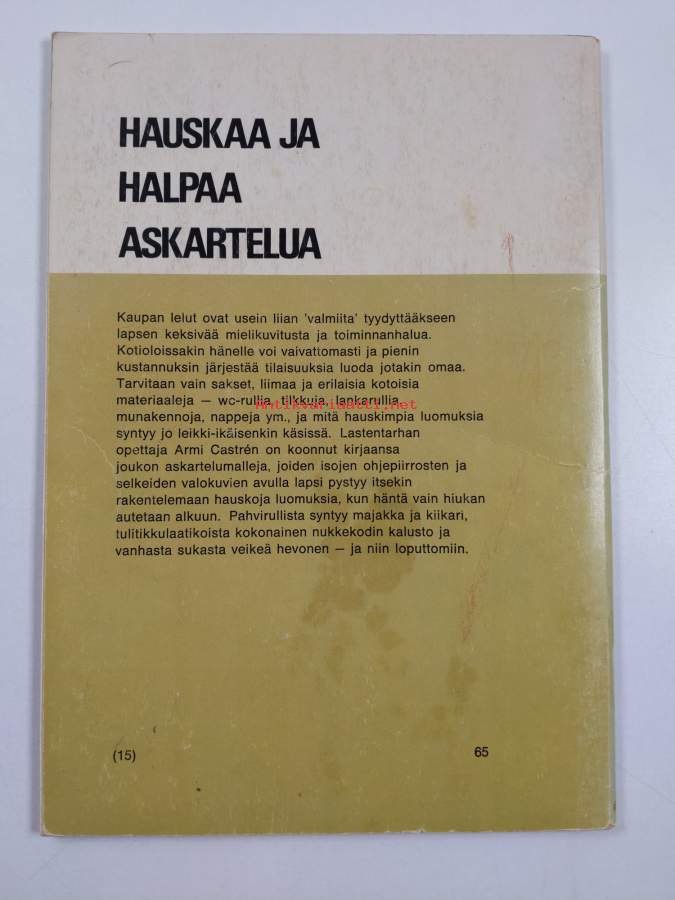 HAUSKAA JA
HALPAA
ASKARTELUA
Kaupan lelut ovat usein liian 'valmiita' tyydyttääkseen
lapsen keksivää mielikuvitusta ja toiminnanhalua.
Kotioloissakin hänelle voi vaivattomasti ja pienin
kustannuksin järjestää tilaisuuksia luoda jotakin omaa.
Tarvitaan vain sakset, liimaa ja erilaisia kotoisia
materiaaleja — wc-rullia, tilkkuja, lankarullia,
Antikvariaatti.net
munakennoja, nappeja ym., ja mitä hauskimpia luomuksia
syntyy jo leikki-ikäisenkin käsissä. Lastentarhan
opettaja Armi Castrén on koonnut kirjaansa
joukon askartelumalleja, joiden isojen ohjepiirrosten ja
selkeiden valokuvien avulla lapsi pystyy itsekin
rakentelemaan hauskoja luomuksia, kun häntä vain hiukan
autetaan alkuun. Pahvirullista syntyy majakka ja kiikari,
tulitikkulaatikoista kokonainen nukkekodin kalusto ja
vanhasta sukasta veikeä hevonen — ja niin loputtomiin.
(15) 65